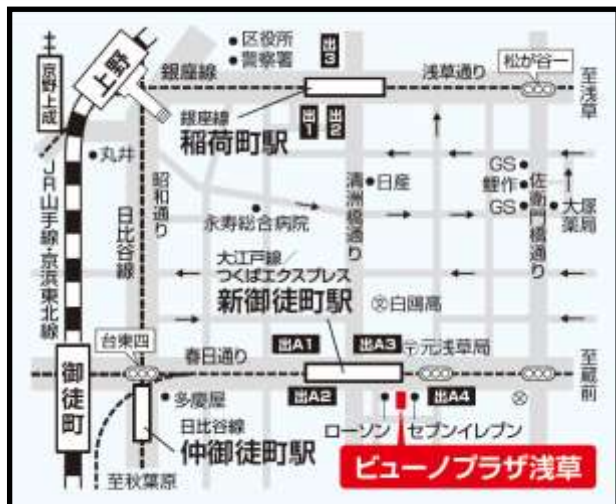 区役所
警察署
出3
上野
京成上野
銀座線
浅草通り
松が谷一
至浅草
銀座線
稲荷町駅
出1
出2
丸井
昭和通り
日比谷線
JR山手線・京浜東北線
永寿総合病院
清洲橋通り
日産
GS
鯉作
GS
佐衛門橋通り
大塚薬局
大江戸線/
つくばエクスプレス
新御徒町駅
文
白鴎高
台東四
春日通り
出A1
出A3
〒元浅草局
至蔵前
御徒町
多慶屋
出A2
出A4
日比谷線
仲御徒町駅
ローソン
セブンイレブン
至秋葉原
ビューノプラザ浅草